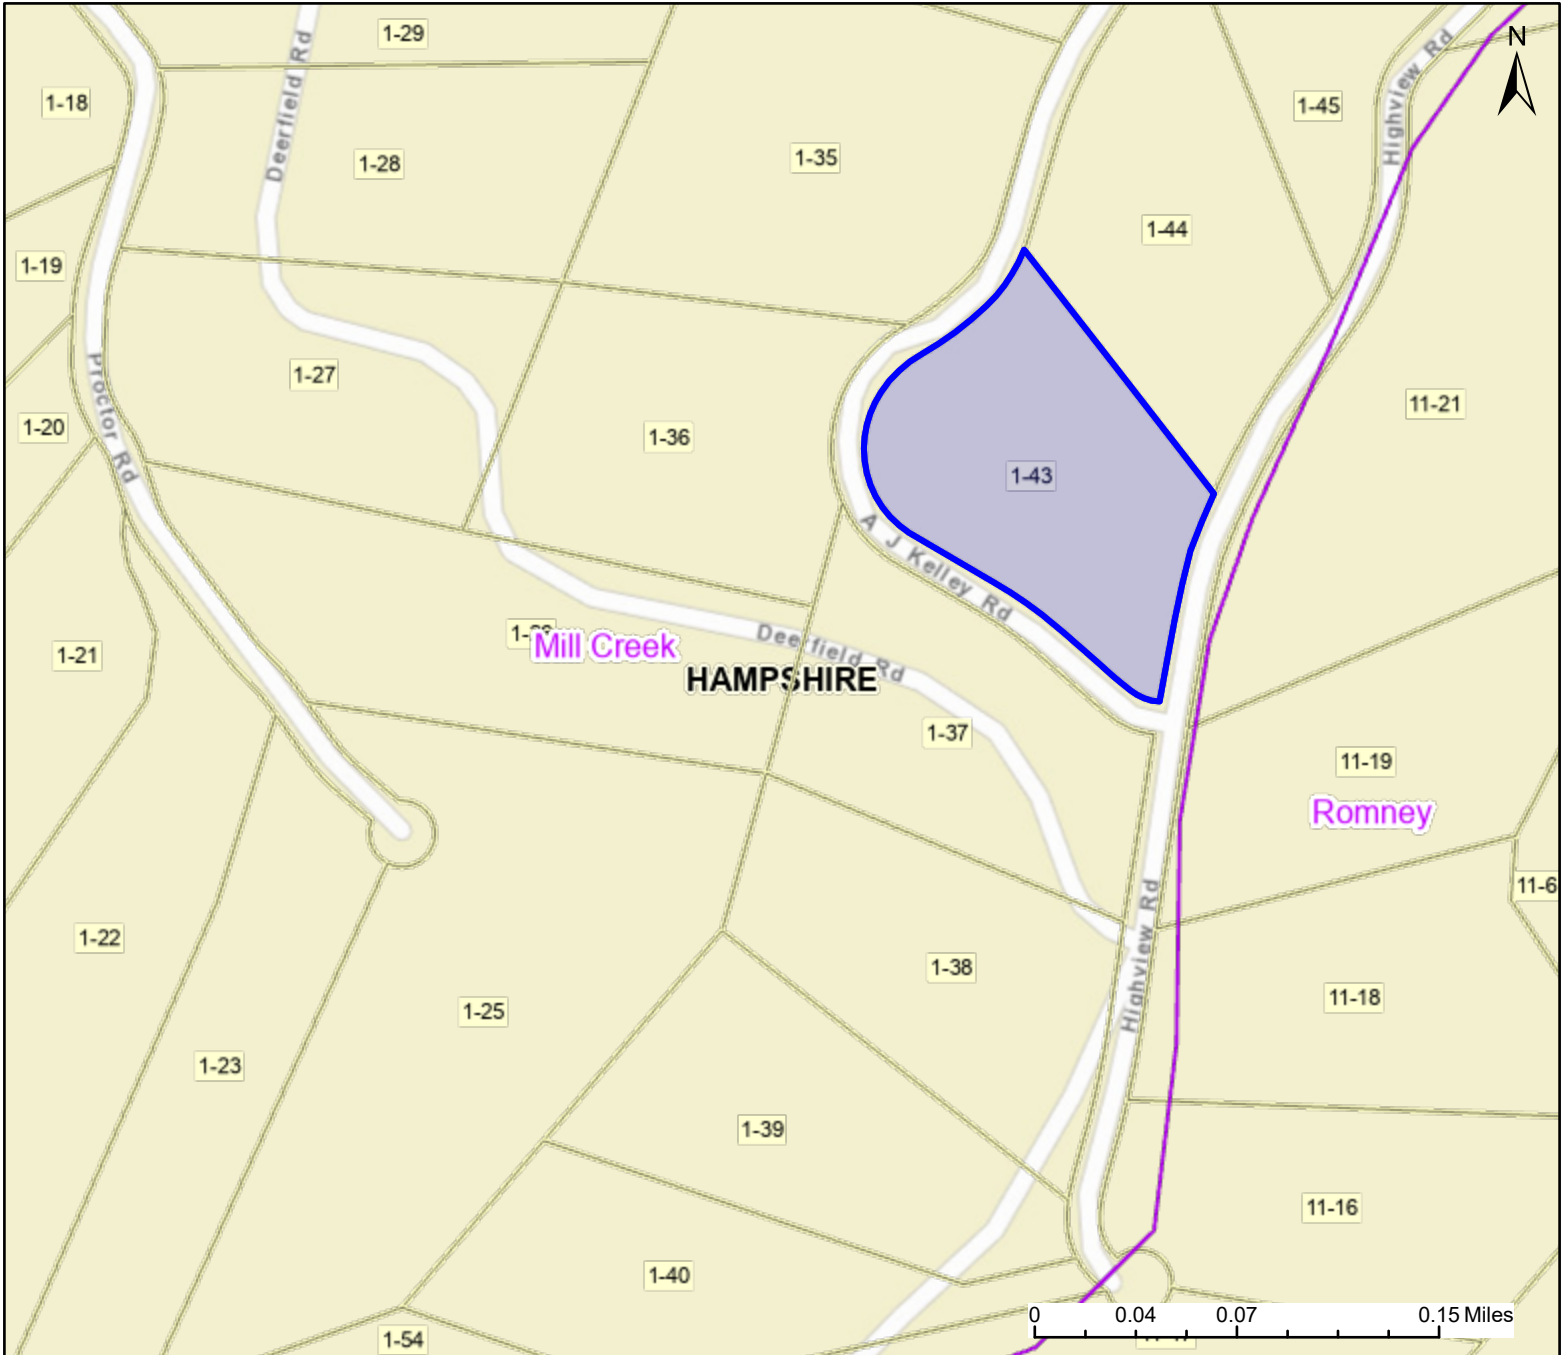 1-29
Deerfield Rd
N
1-18
1-45
Highview Rd
1-28
1-35
1-44
1-19
1-27
Proctor Rd
1-20
1-36
11-21
1-43
A J Kelley Rd
Mill Creek
Deerfield Rd
1-21
HAMPSHIRE
1-37
11-19
Romney
11-6
1-22
1-38
Highview Rd
11-18
1-25
1-23
1-39
11-16
1-40
0 0.04 0.07 0.15 Miles
1-54